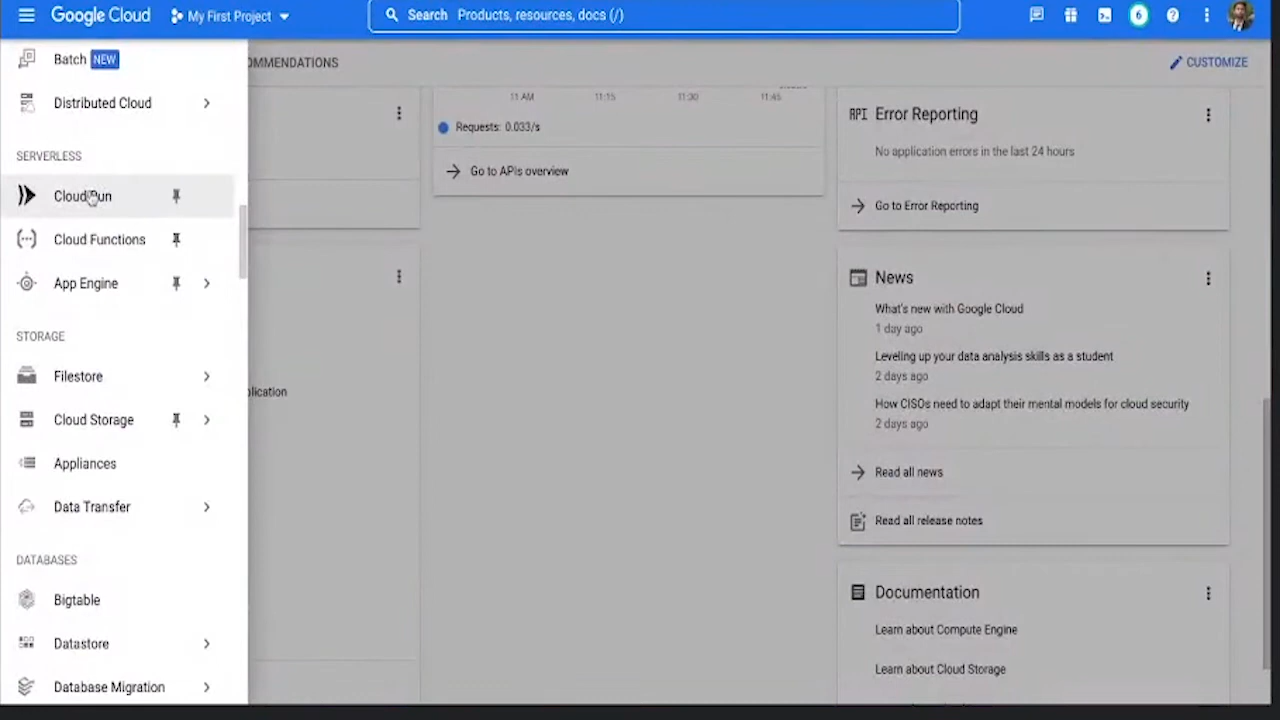 Google Cloud
My First Project
Search Products, resources, docs (/)
6
Batch NEW
Distributed Cloud
SERVERLESS
Cloud Run
Cloud Functions
App Engine
STORAGE
Filestore
Cloud Storage
Appliances
Data Transfer
DATABASES
Bigtable
Datastore
Database Migration
OMMENDATIONS
CUSTOMIZE
lication
11 AM 11:15 11:30 11:45
Requests: 0.033/s
Go to APIs overview
API Error Reporting
No application errors in the last 24 hours
Go to Error Reporting
News
What's new with Google Cloud
1 day ago
Leveling up your data analysis skills as a student
2 days ago
How CISOs need to adapt their mental models for cloud security
2 days ago
Read all news
Read all release notes
Documentation
Learn about Compute Engine
Learn about Cloud Storage